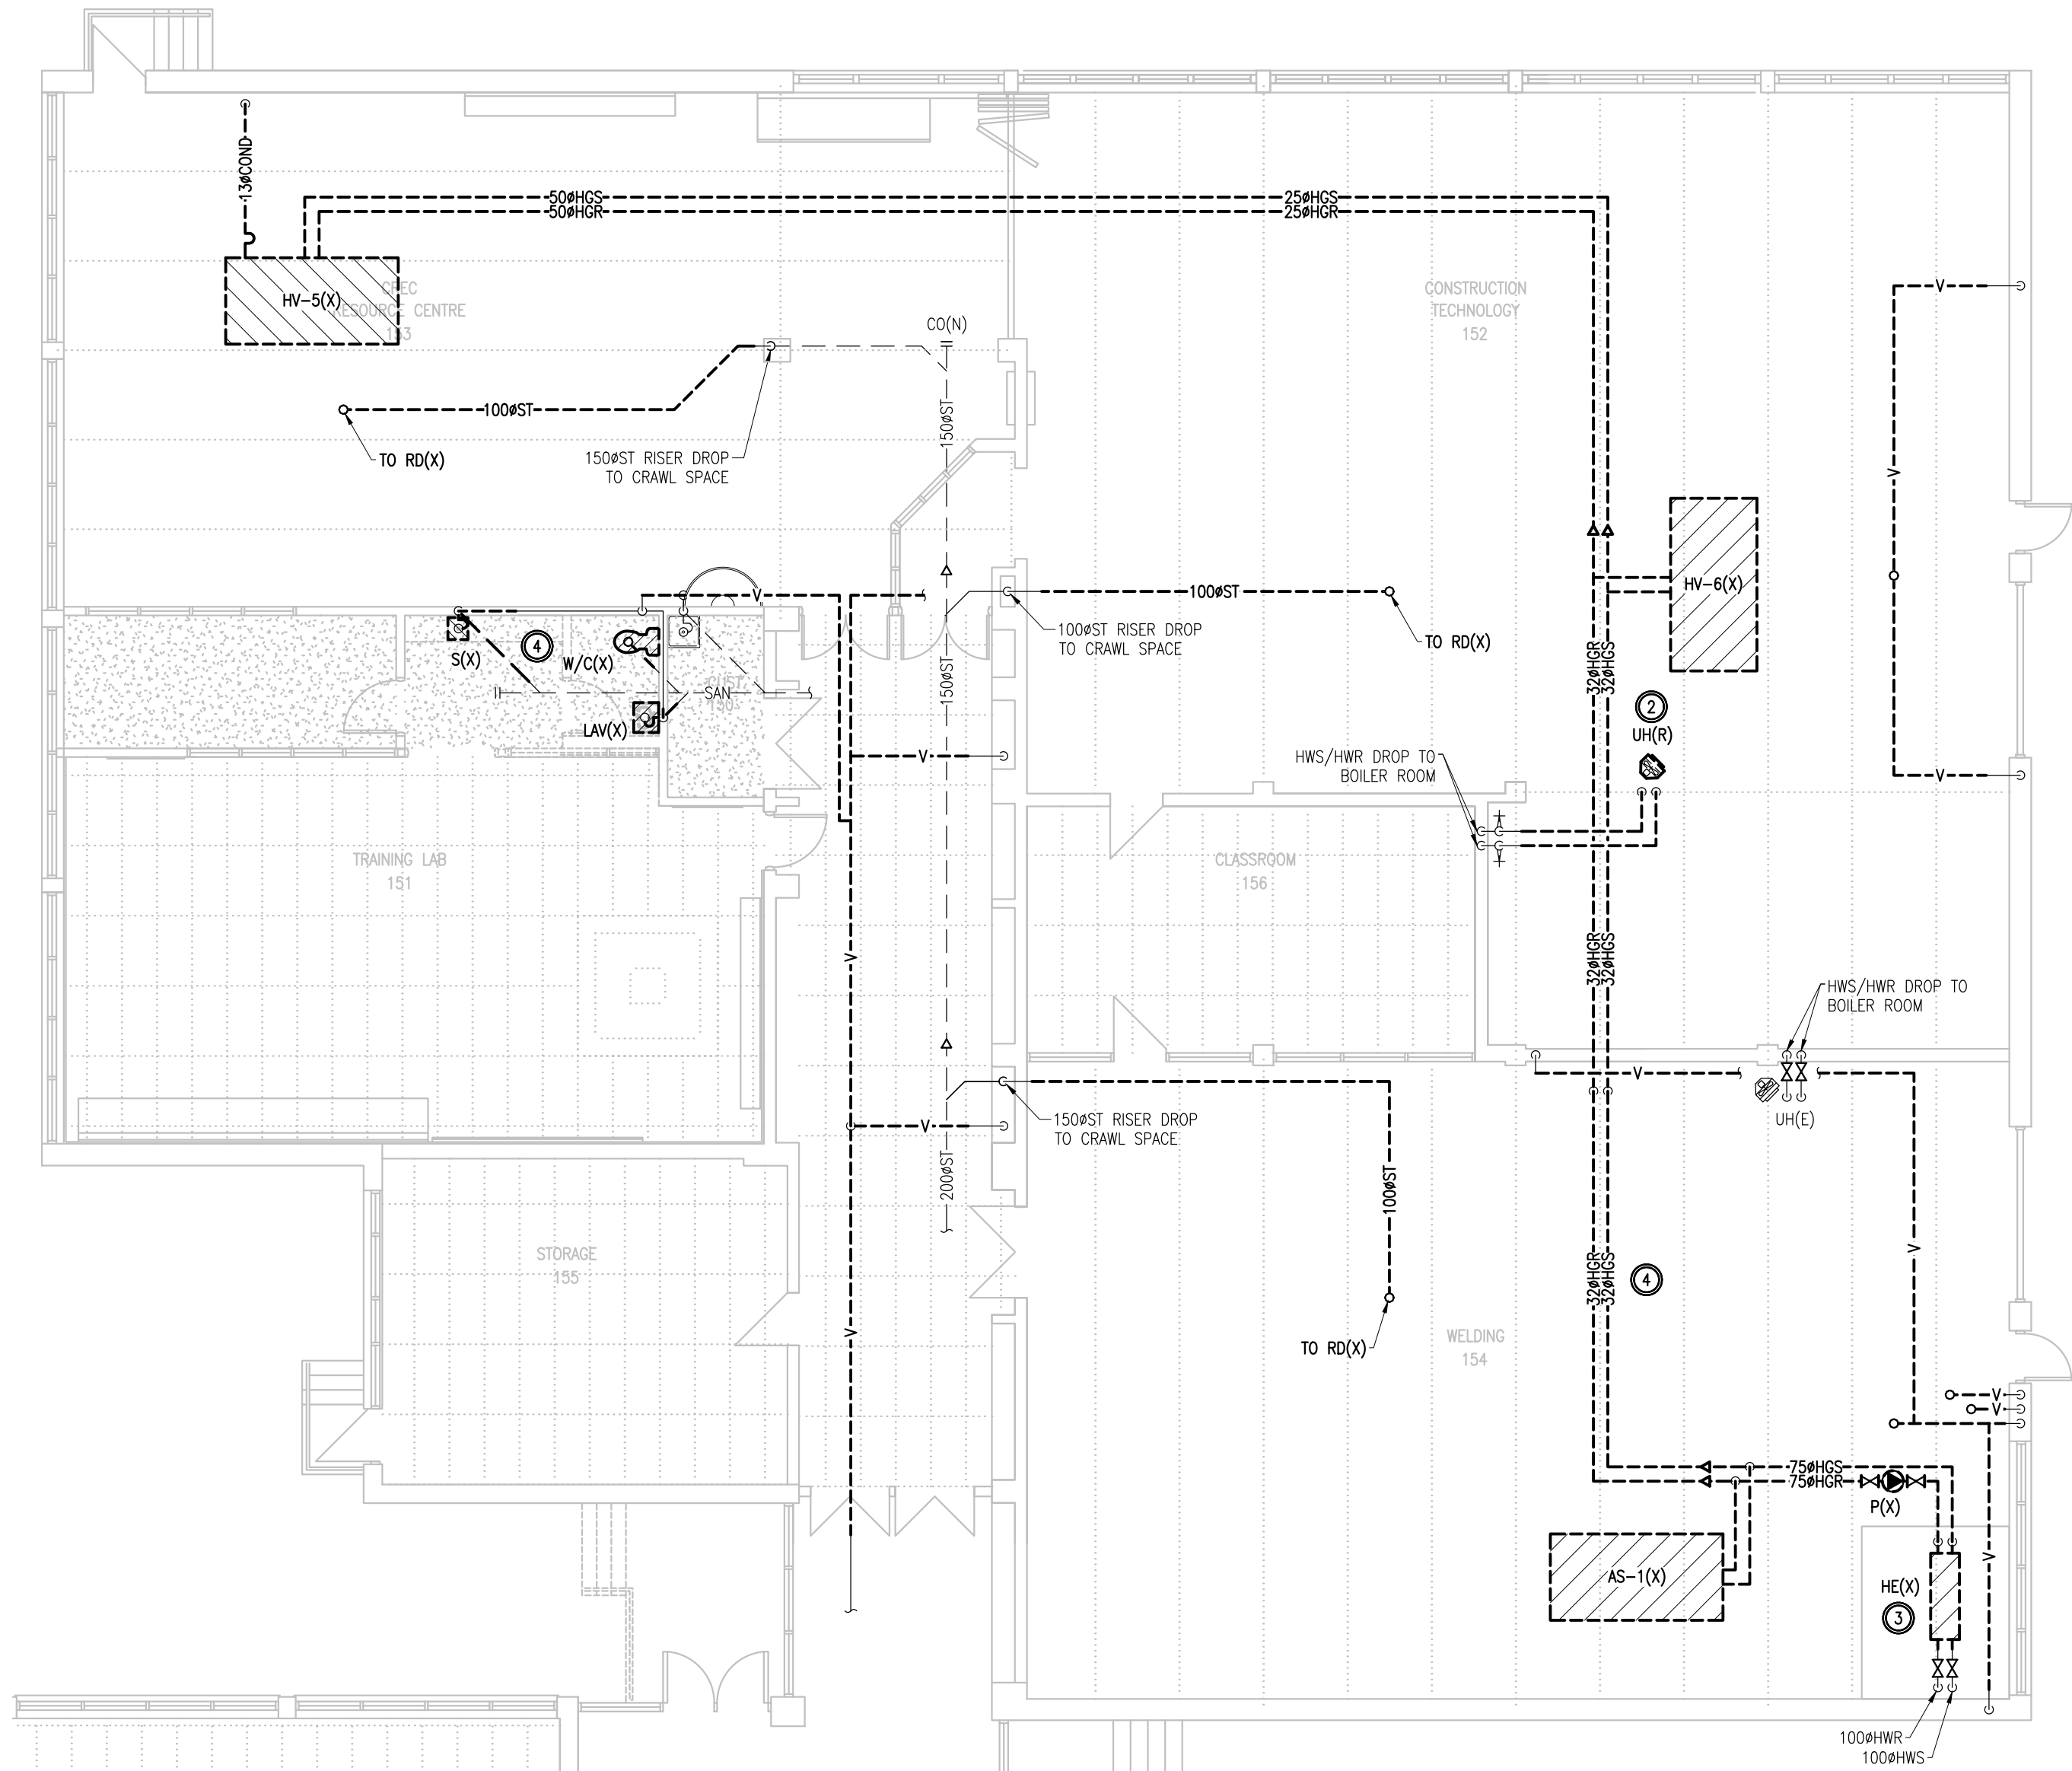 13øCOND
50øHGS
50øHGR
25øHGS
25øHGR
HV-5(X)
CPEC
RESOURCE CENTRE
153
CONSTRUCTION
TECHNOLOGY
152
V
CO(N)
100øST
150øST
TO RD(X)
150øST RISER DROP
TO CRAWL SPACE
V
HV-6(X)
V
100øST
100øST RISER DROP
TO CRAWL SPACE
TO RD(X)
S(X)
4
W/C(X)
CUST.
150
SAN
LAV(X)
150øST
32øHGR
32øHGS
2
UH(R)
V
HWS/HWR DROP TO
BOILER ROOM
V
TRAINING LAB
151
CLASSROOM
156
V
32øHGR
32øHGS
HWS/HWR DROP TO
BOILER ROOM
V
UH(E)
150øST RISER DROP
TO CRAWL SPACE
V
200øST
100øST
STORAGE
155
V
32øHGR
32øHGS
4
V
TO RD(X)
WELDING
154
V
V
75øHGS
75øHGR
P(X)
AS-1(X)
HE(X)
3
V
100øHWR
100øHWS